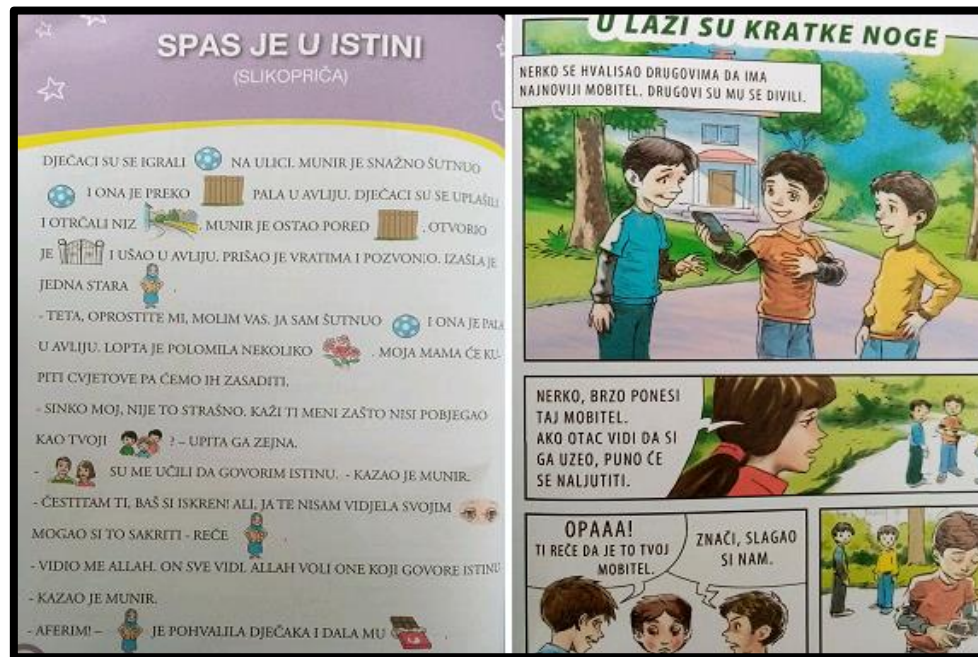 SPAS JE U ISTINI
(SLIKOPRIČA)
DJEČACI SU SE IGRALI NA ULICI. MUNIR JE SNAŽNO ŠUTNUO
I ONA JE PREKO PALA U AVLIJU. DJEČACI SU SE UPLAŠILI
I OTRČALI NIZ . MUNIR JE OSTAO PORED . OTVORIO
JE I UŠAO U AVLIJU. PRIŠAO JE VRATIMA I POZVONIO. IZAŠLA JE
JEDNA STARA .
- TETA, OPROSTITE MI, MOLIM VAS. JA SAM ŠUTNUO I ONA JE PALA
U AVLIJU. LOPTA JE POLOMILA NEKOLIKO . MOJA MAMA ĆE KU-
PITI CVJETOVE PA ĆEMO IH ZASADITI.
- SINKO MOJ, NIJE TO STRAŠNO. KAŽI TI MENI ZAŠTO NISI POBJEGAO
KAO TVOJI ? – UPITA GA ZEJNA.
- SU ME UČILI DA GOVORIM ISTINU. - KAZAO JE MUNIR.
- ČESTITAM TI, BAŠ SI ISKREN! ALI, JA TE NISAM VIDJELA SVOJIM
MOGAO SI TO SAKRITI - REČE
- VIDIO ME ALLAH. ON SVE VIDI. ALLAH VOLI ONE KOJI GOVORE ISTINU
- KAZAO JE MUNIR.
- AFERIM! – JE POHVALILA DJEČAKA I DALA MU .
U LAŽI SU KRATKE NOGE
NERKO SE HVALISAO DRUGOVIMA DA IMA
NAJNOVIJI MOBITEL. DRUGOVI SU MU SE DIVILI.
NERKO, BRZO PONESI
TAJ MOBITEL.
AKO OTAC VIDI DA SI
GA UZEO, PUNO ĆE
SE NALJUTITI.
OPAAA!
TI REČE DA JE TO TVOJ
MOBITEL.
ZNAČI, SLAGAO
SI NAM.